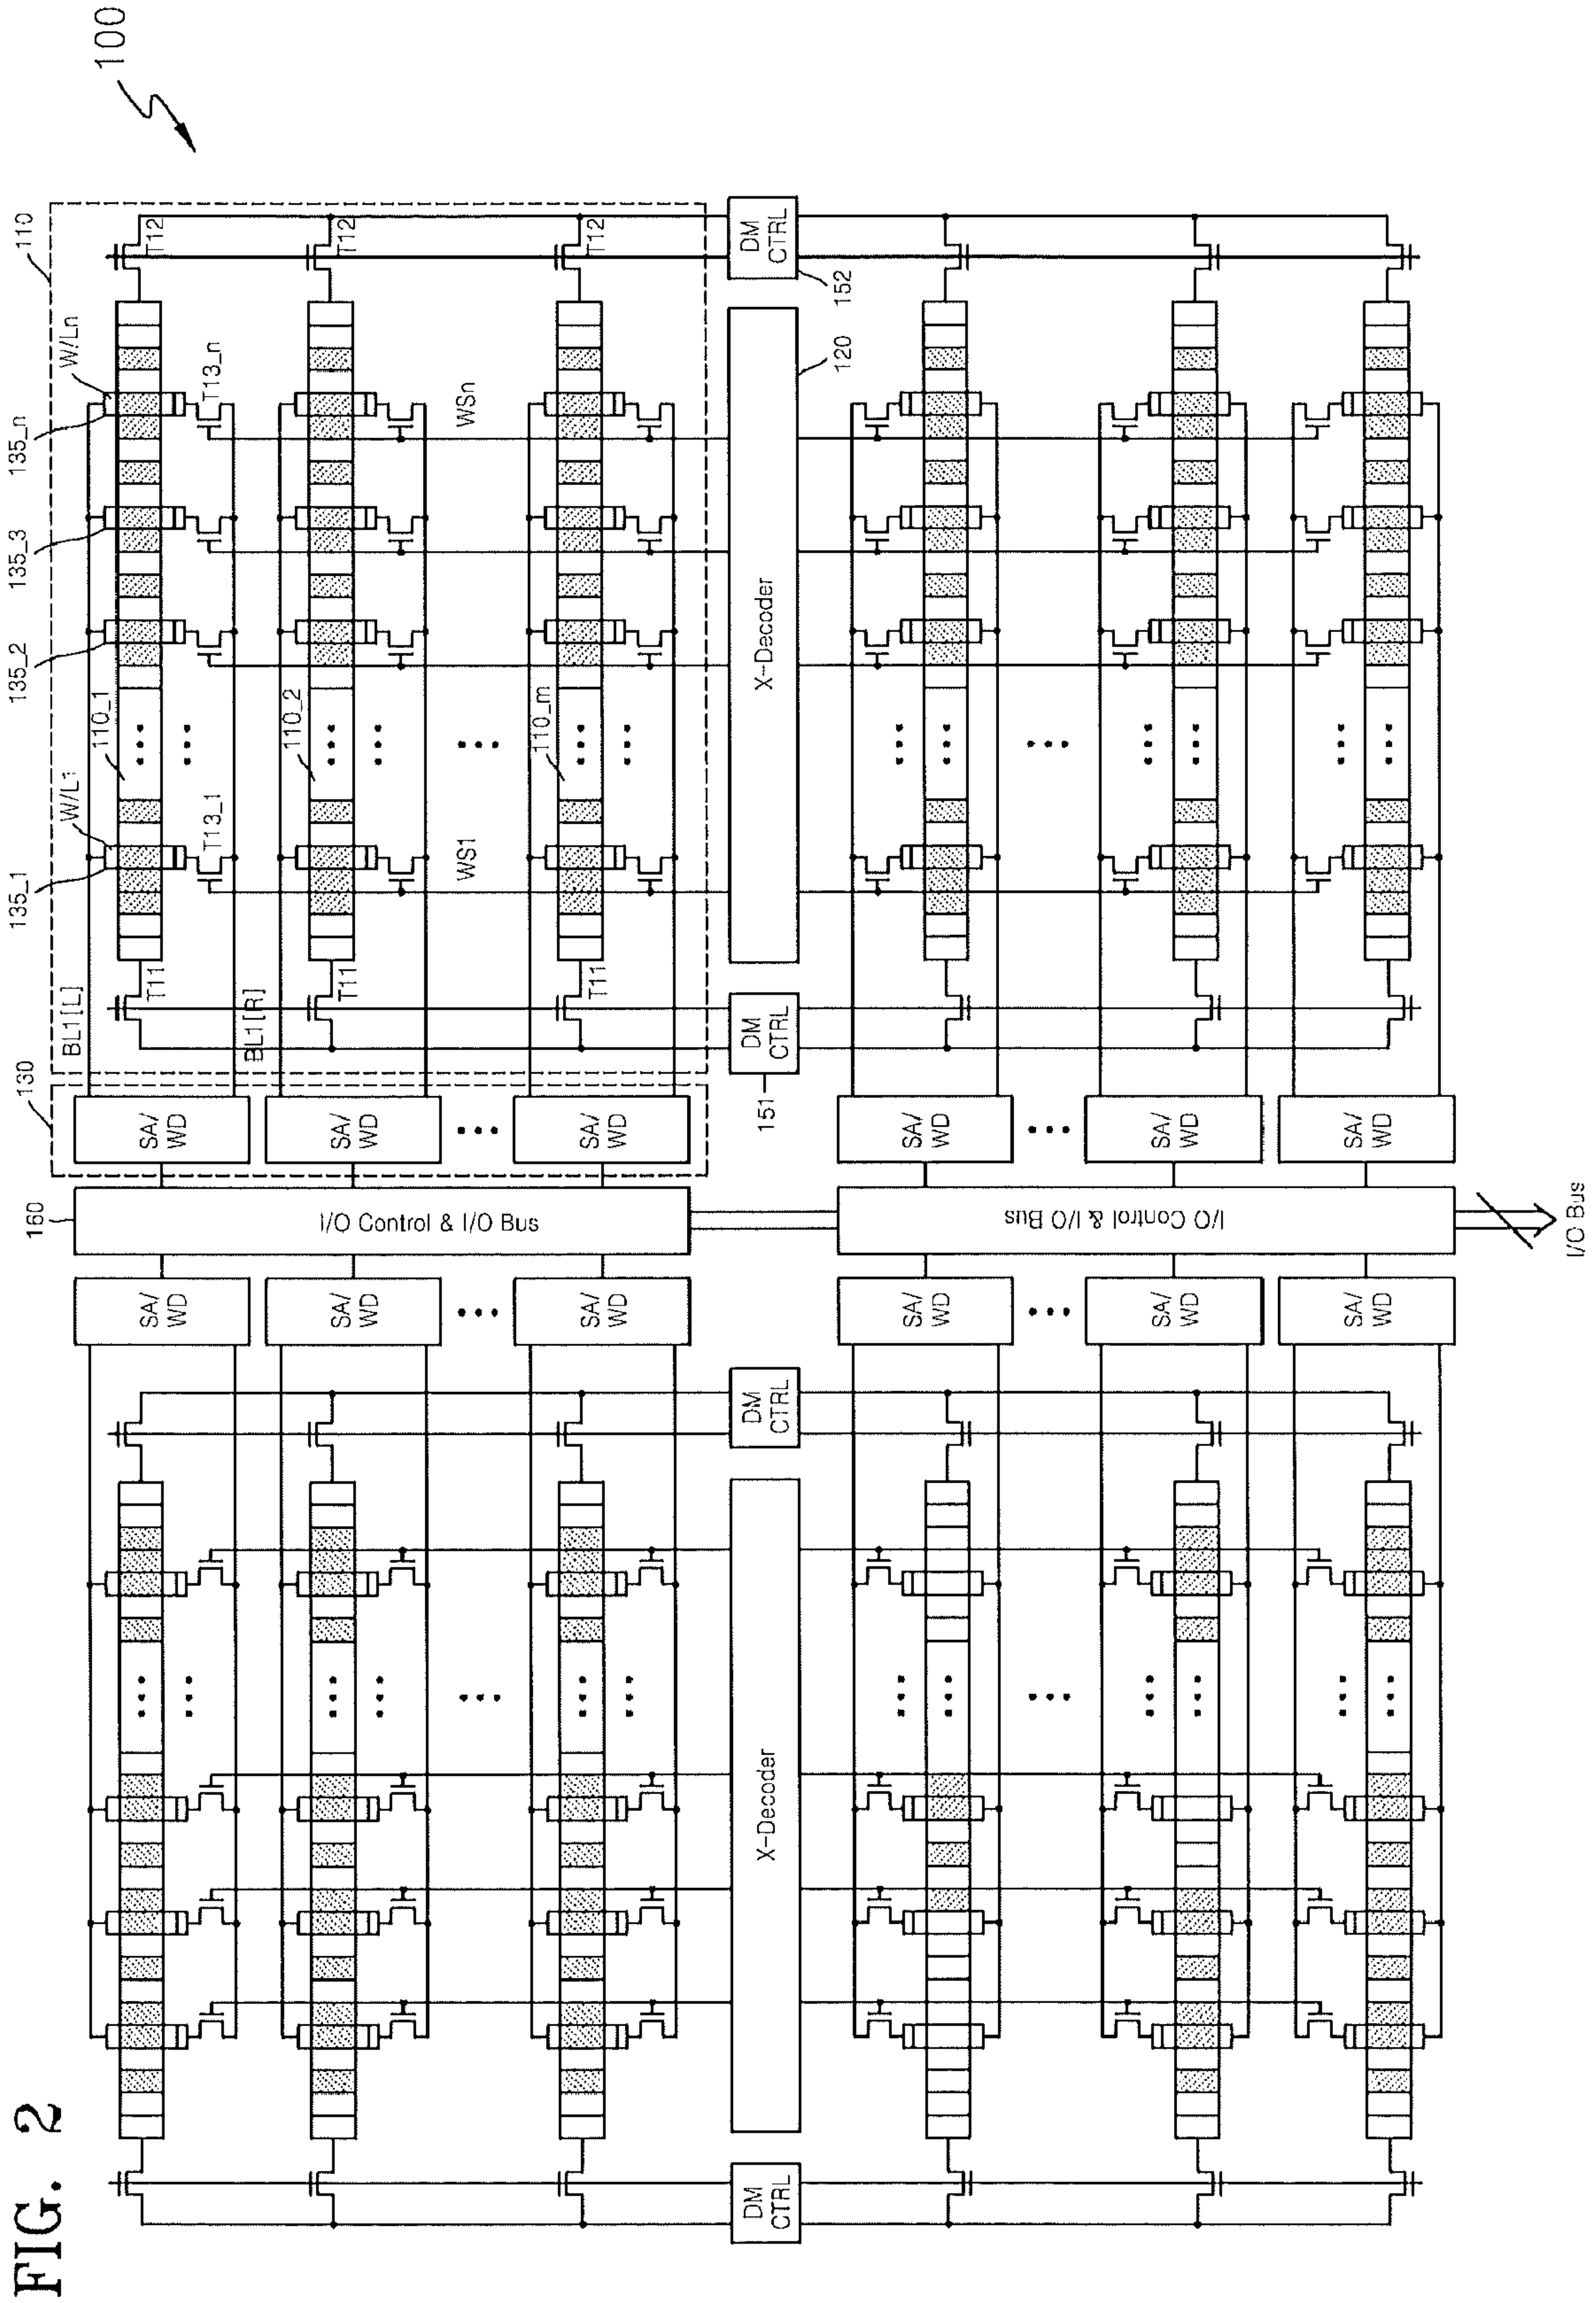 FIG. 2
100
110
130
160
135_1
135_2
135_3
135_n
W/L1
W/Ln
BL1[L]
BL1[R]
110_1
110_2
110_m
T11
T11
T11
T12
T12
T12
T13_1
T13_n
WS1
WSn
SA/
WD
SA/
WD
SA/
WD
SA/
WD
SA/
WD
SA/
WD
SA/
WD
SA/
WD
SA/
WD
SA/
WD
SA/
WD
SA/
WD
I/O Control & I/O Bus
I/O Control & I/O Bus
I/O Bus
DM
CTRL
151
DM
CTRL
152
DM
CTRL
DM
CTRL
X-Decoder
120
X-Decoder